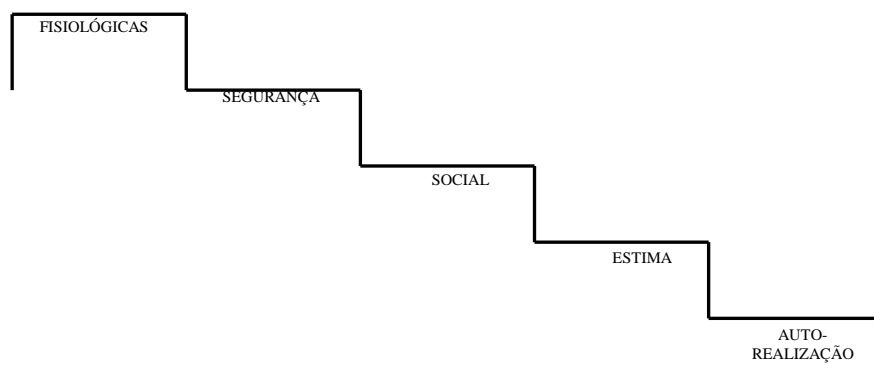 FISIOLÓGICAS
SEGURANÇA
SOCIAL
ESTIMA
AUTO-
REALIZAÇÃO